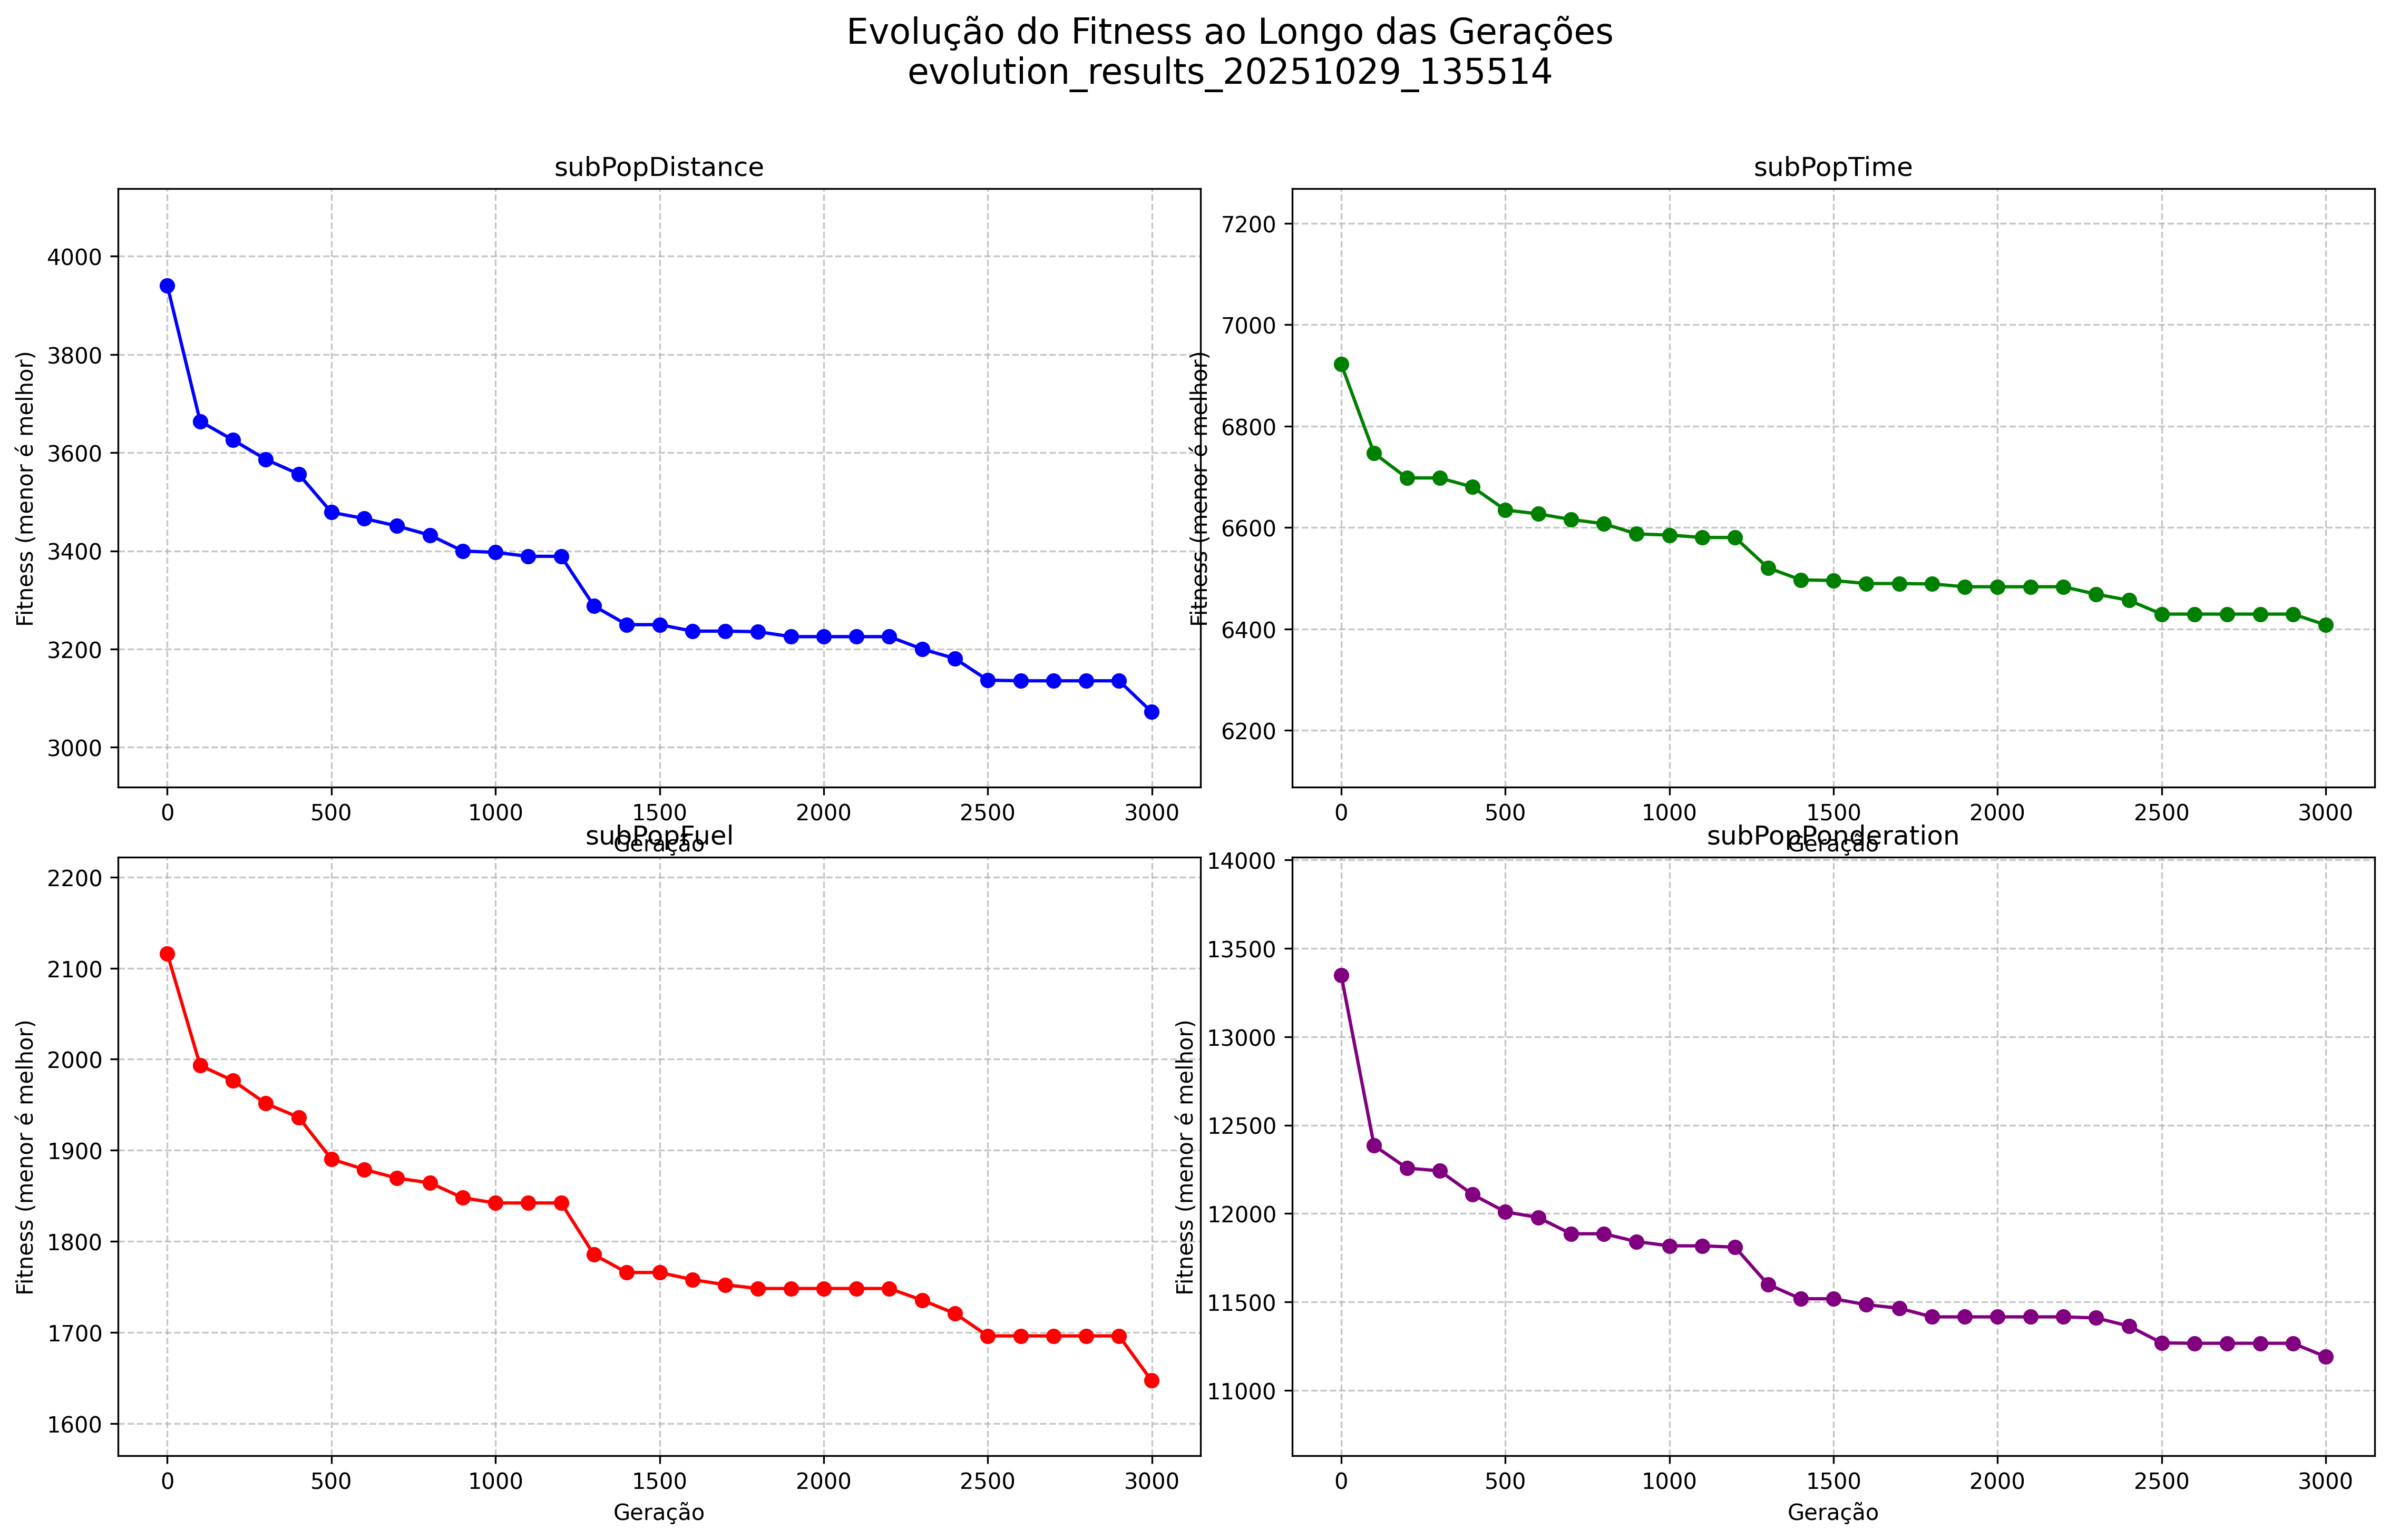 Evolução do Fitness ao Longo das Gerações
evolution_results_20251029_135514
subPopDistance
Fitness (menor é melhor)
4000
3800
3600
3400
3200
3000
0 500 1000 1500 2000 2500 3000
Geração
subPopTime
Fitness (menor é melhor)
7200
7000
6800
6600
6400
6200
0 500 1000 1500 2000 2500 3000
Geração
subPopFuel
Fitness (menor é melhor)
2200
2100
2000
1900
1800
1700
1600
0 500 1000 1500 2000 2500 3000
Geração
subPopPonderation
Fitness (menor é melhor)
14000
13500
13000
12500
12000
11500
11000
0 500 1000 1500 2000 2500 3000
Geração